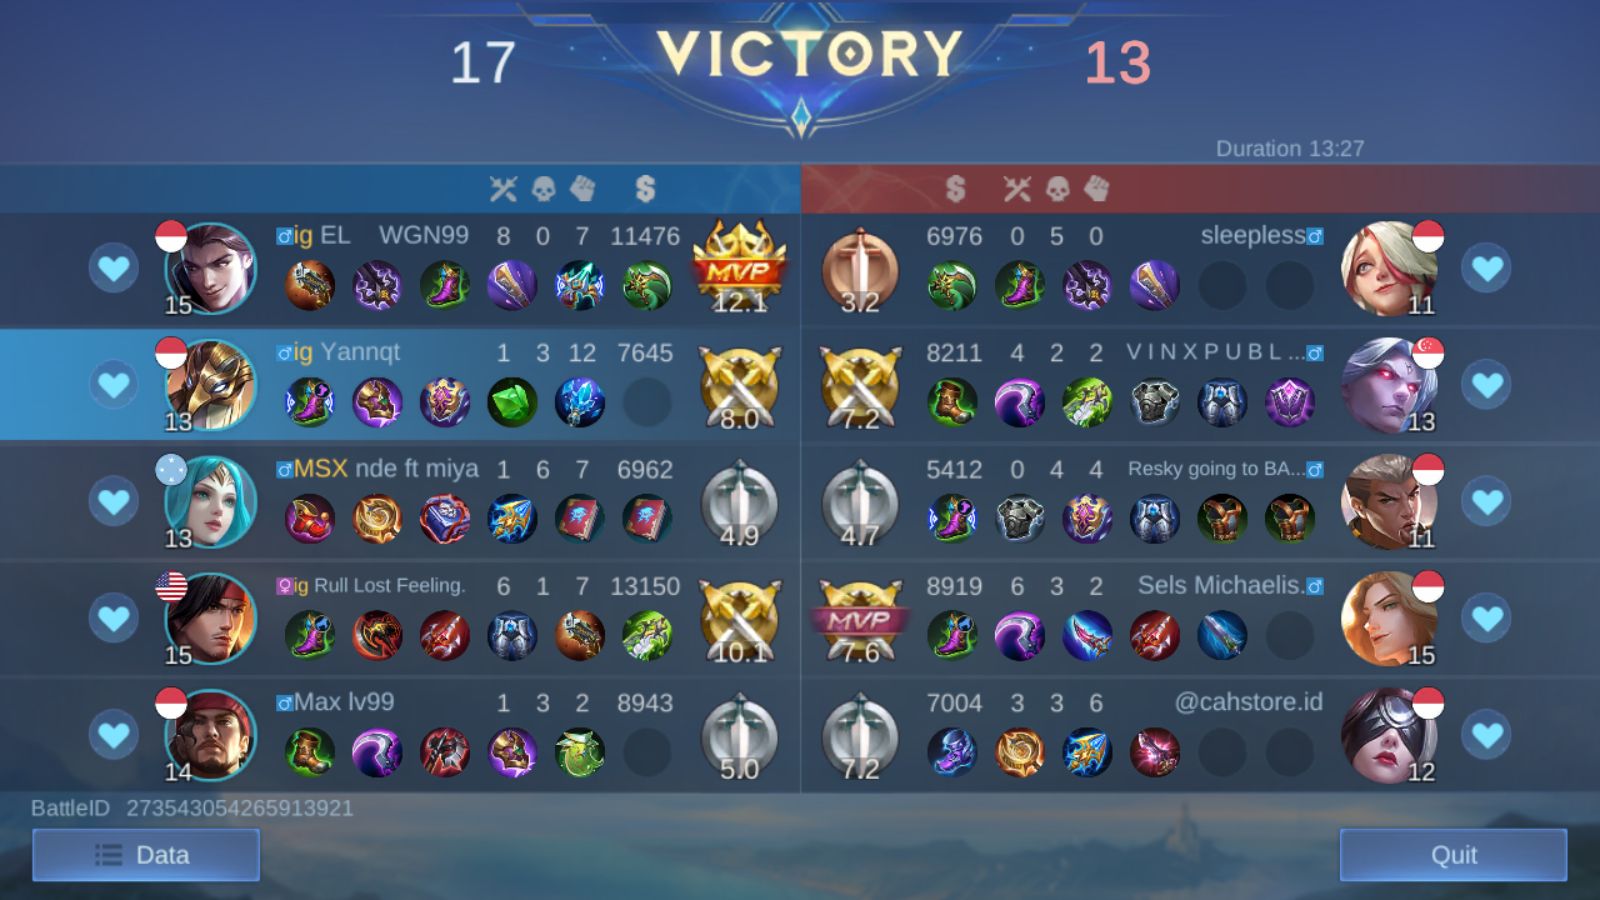 17 VICTORY 13
Duration 13:27
ig EL WGN99 8 0 7 11476 MVP 12.1 15
3.2 6976 0 5 0 sleepless 11
ig Yannqt 1 3 12 7645 8.0 13
7.2 8211 4 2 2 V I N X P U B L ... 13
MSX nde ft miya 1 6 7 6962 4.9 13
4.7 5412 0 4 4 Resky going to BA... 11
ig Rull Lost Feeling. 6 1 7 13150 10.1 15
MVP 7.6 8919 6 3 2 Sels Michaelis. 15
Max lv99 1 3 2 8943 5.0 14
7.2 7004 3 3 6 @cahstore.id 12
BattleID 273543054265913921
Data
Quit